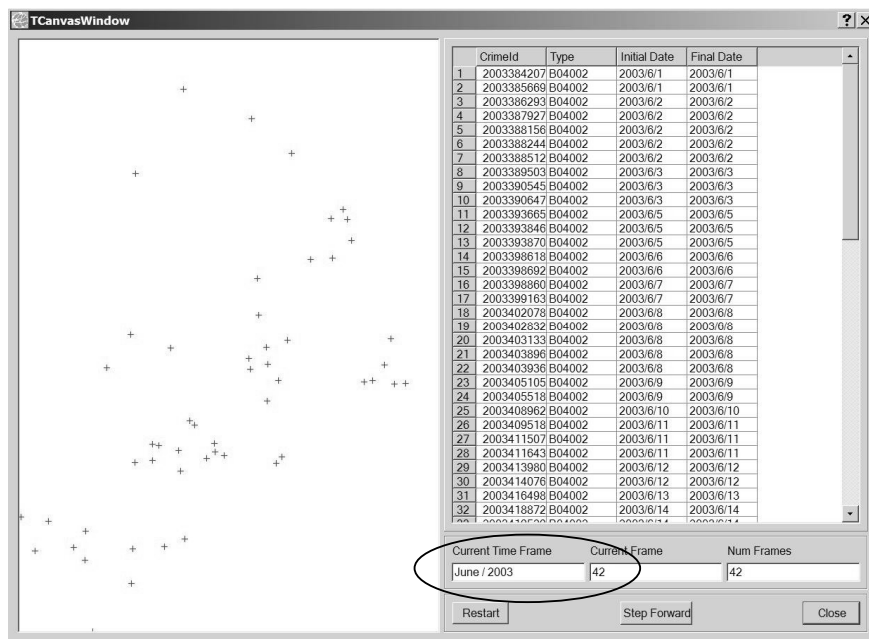 TCanvasWindow
CrimeId Type Initial Date Final Date
1 2003384207 B04002 2003/6/1 2003/6/1
2 2003385669 B04002 2003/6/1 2003/6/1
3 2003386293 B04002 2003/6/2 2003/6/2
4 2003387927 B04002 2003/6/2 2003/6/2
5 2003388156 B04002 2003/6/2 2003/6/2
6 2003388244 B04002 2003/6/2 2003/6/2
7 2003388512 B04002 2003/6/2 2003/6/2
8 2003389503 B04002 2003/6/3 2003/6/3
9 2003390545 B04002 2003/6/3 2003/6/3
10 2003390647 B04002 2003/6/3 2003/6/3
11 2003393665 B04002 2003/6/5 2003/6/5
12 2003393846 B04002 2003/6/5 2003/6/5
13 2003393870 B04002 2003/6/5 2003/6/5
14 2003398618 B04002 2003/6/6 2003/6/6
15 2003398692 B04002 2003/6/6 2003/6/6
16 2003398860 B04002 2003/6/7 2003/6/7
17 2003399163 B04002 2003/6/7 2003/6/7
18 2003402078 B04002 2003/6/8 2003/6/8
19 2003402832 B04002 2003/0/8 2003/0/8
20 2003403133 B04002 2003/6/8 2003/6/8
21 2003403896 B04002 2003/6/8 2003/6/8
22 2003403936 B04002 2003/6/8 2003/6/8
23 2003405105 B04002 2003/6/9 2003/6/9
24 2003405518 B04002 2003/6/9 2003/6/9
25 2003408962 B04002 2003/6/10 2003/6/10
26 2003409518 B04002 2003/6/11 2003/6/11
27 2003411507 B04002 2003/6/11 2003/6/11
28 2003411643 B04002 2003/6/11 2003/6/11
29 2003413980 B04002 2003/6/12 2003/6/12
30 2003414076 B04002 2003/6/12 2003/6/12
31 2003416498 B04002 2003/6/13 2003/6/13
32 2003418872 B04002 2003/6/14 2003/6/14
Current Time Frame Current Frame Num Frames
June / 2003 42 42
Restart Step Forward Close